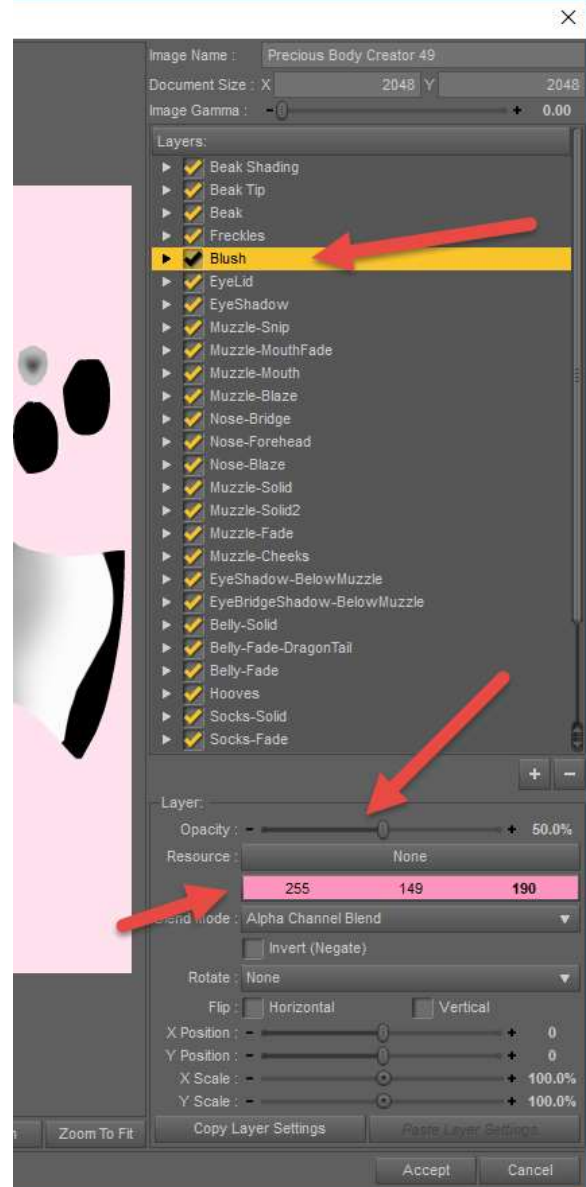 Image Name : Precious Body Creator 49
Document Size : X 2048 Y 2048
Image Gamma : - + 0.00
Layers:
Beak Shading
Beak Tip
Beak
Freckles
Blush
EyeLid
EyeShadow
Muzzle-Snip
Muzzle-MouthFade
Muzzle-Mouth
Muzzle-Blaze
Nose-Bridge
Nose-Forehead
Nose-Blaze
Muzzle-Solid
Muzzle-Solid2
Muzzle-Fade
Muzzle-Cheeks
EyeShadow-BelowMuzzle
EyeBridgeShadow-BelowMuzzle
Belly-Solid
Belly-Fade-DragonTail
Belly-Fade
Hooves
Socks-Solid
Socks-Fade
+ -
Layer:
Opacity : - + 50.0%
Resource : None
255 149 190
Blend Mode : Alpha Channel Blend
Invert (Negate)
Rotate : None
Flip : Horizontal Vertical
X Position : - + 0
Y Position : - + 0
X Scale : - + 100.0%
Y Scale : - + 100.0%
Zoom To Fit Copy Layer Settings Paste Layer Settings
Accept Cancel